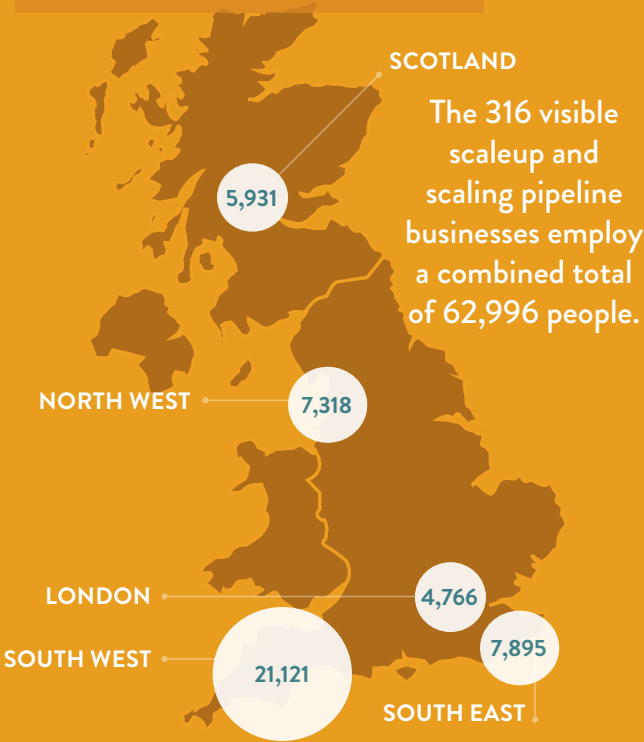 SCOTLAND
The 316 visible
scaleup and
scaling pipeline
businesses employ
a combined total
of 62,996 people.
5,931
NORTH WEST
7,318
LONDON
4,766
SOUTH WEST
21,121
7,895
SOUTH EAST